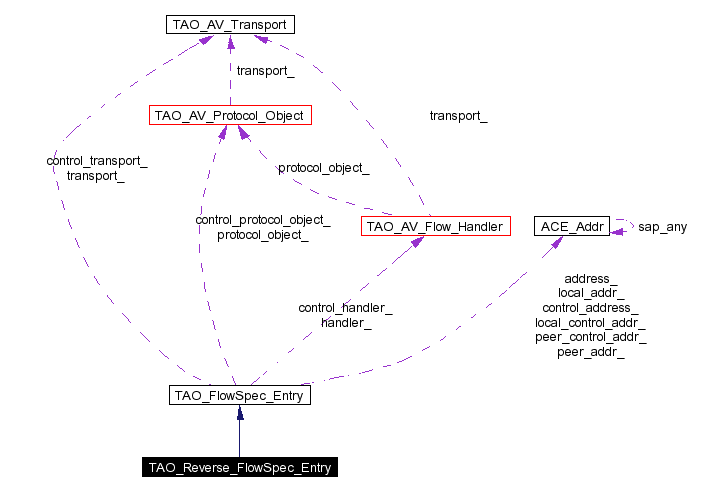 TAO_AV_Transport
transport_
TAO_AV_Protocol_Object
transport_
control_transport_
transport_
protocol_object_
control_protocol_object_
protocol_object_
TAO_AV_Flow_Handler
ACE_Addr
sap_any
address_
local_addr_
control_address_
local_control_addr_
peer_control_addr_
peer_addr_
control_handler_
handler_
TAO_FlowSpec_Entry
TAO_Reverse_FlowSpec_Entry